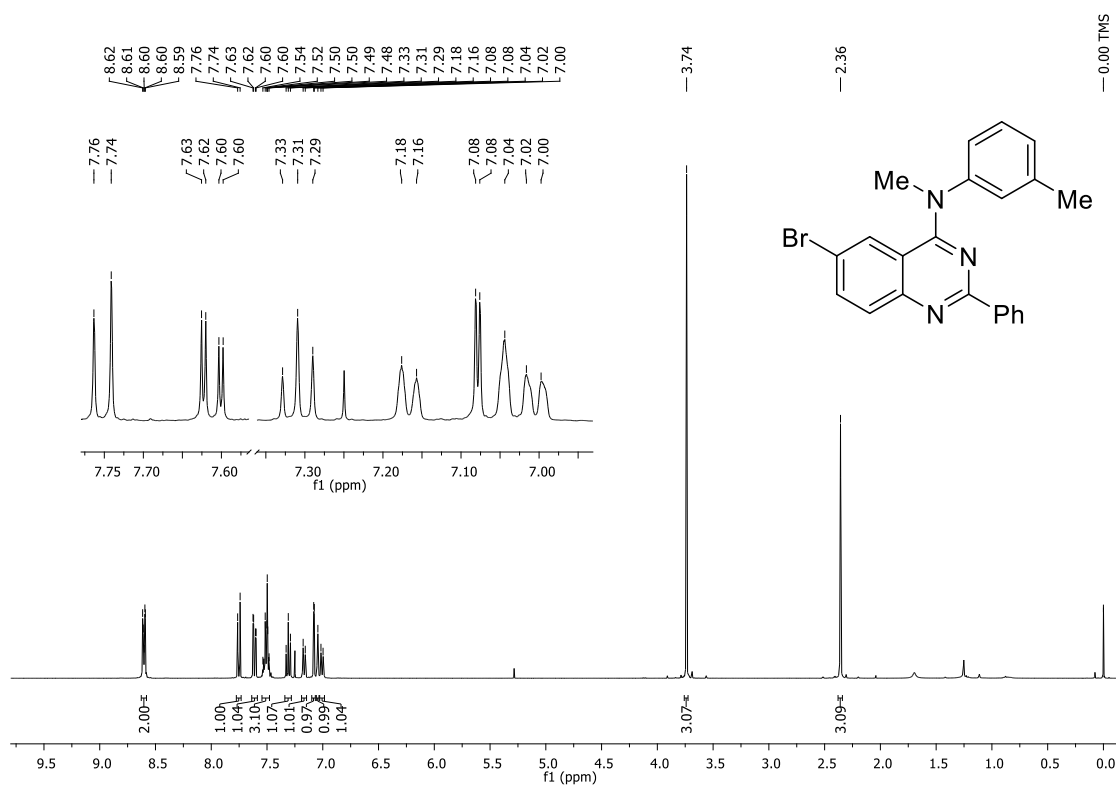 8.62 8.61 8.60 8.60 8.59 7.76 7.74 7.63 7.62 7.60 7.60 7.54 7.52 7.50 7.50 7.49 7.48 7.33 7.31 7.29 7.18 7.16 7.08 7.08 7.04 7.02 7.00
3.74
2.36
0.00 TMS
7.76 7.74 7.63 7.62 7.60 7.60 7.33 7.31 7.29 7.18 7.16 7.08 7.08 7.04 7.02 7.00
Me
N
Me
Br
N
N
Ph
7.75 7.70 7.60 7.30 7.20 7.10 7.00
f1 (ppm)
2.00 1.00 1.04 3.10 1.07 1.01 0.97 0.99 1.04 3.07 3.09
9.5 9.0 8.5 8.0 7.5 7.0 6.5 6.0 5.5 5.0 4.5 4.0 3.5 3.0 2.5 2.0 1.5 1.0 0.5 0.0
f1 (ppm)